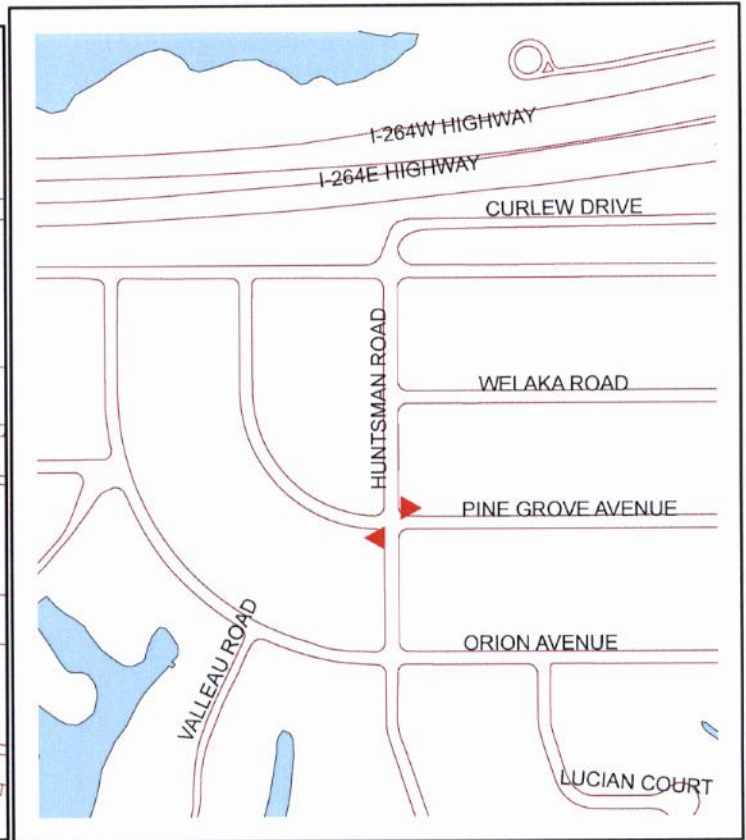 I-264W HIGHWAY
I-264E HIGHWAY
CURLEW DRIVE
HUNTSMAN ROAD
WELAKA ROAD
PINE GROVE AVENUE
ORION AVENUE
VALLEAU ROAD
LUCIAN COURT